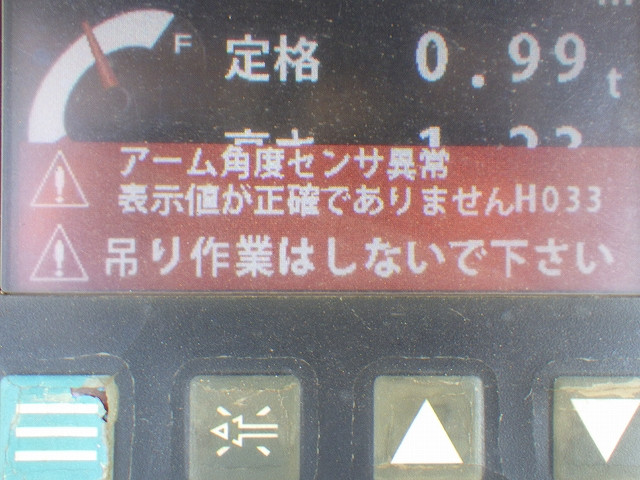 F
定格 0.99 t
アーム角度センサ異常
表示値が正確でありませんH033
吊り作業はしないで下さい